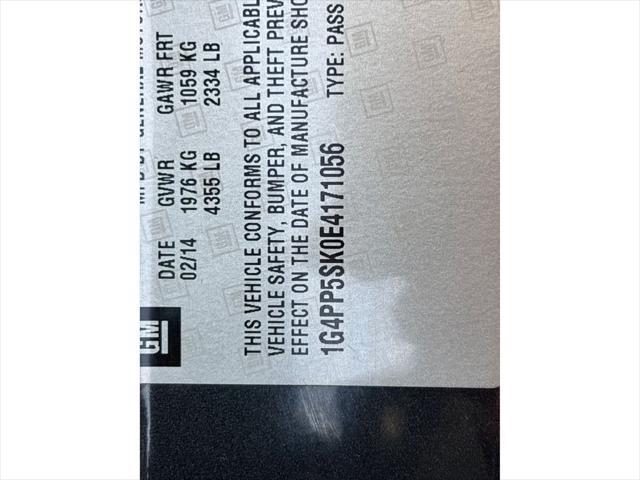 GM
DATE GVWR GAWR FRT
02/14 1976 KG 1059 KG
4355 LB 2334 LB
THIS VEHICLE CONFORMS TO ALL APPLICABL
VEHICLE SAFETY, BUMPER, AND THEFT PREV
EFFECT ON THE DATE OF MANUFACTURE SHO
1G4PP5SK0E4171056 TYPE: PASS